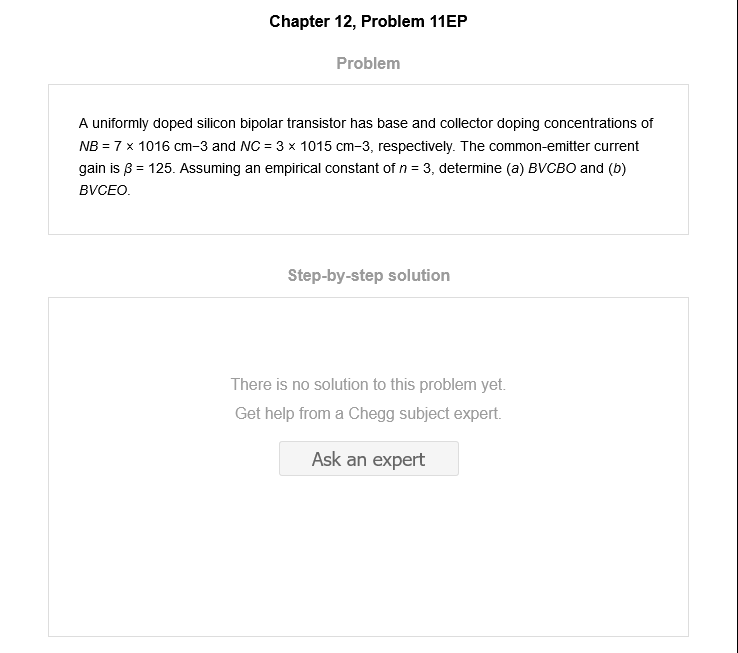 Chapter 12, Problem 11EP
Problem
A uniformly doped silicon bipolar transistor has base and collector doping concentrations of
NB = 7 × 1016 cm−3 and NC = 3 × 1015 cm−3, respectively. The common-emitter current
gain is β = 125. Assuming an empirical constant of n = 3, determine (a) BVCBO and (b)
BVCEO.
Step-by-step solution
There is no solution to this problem yet.
Get help from a Chegg subject expert.
Ask an expert